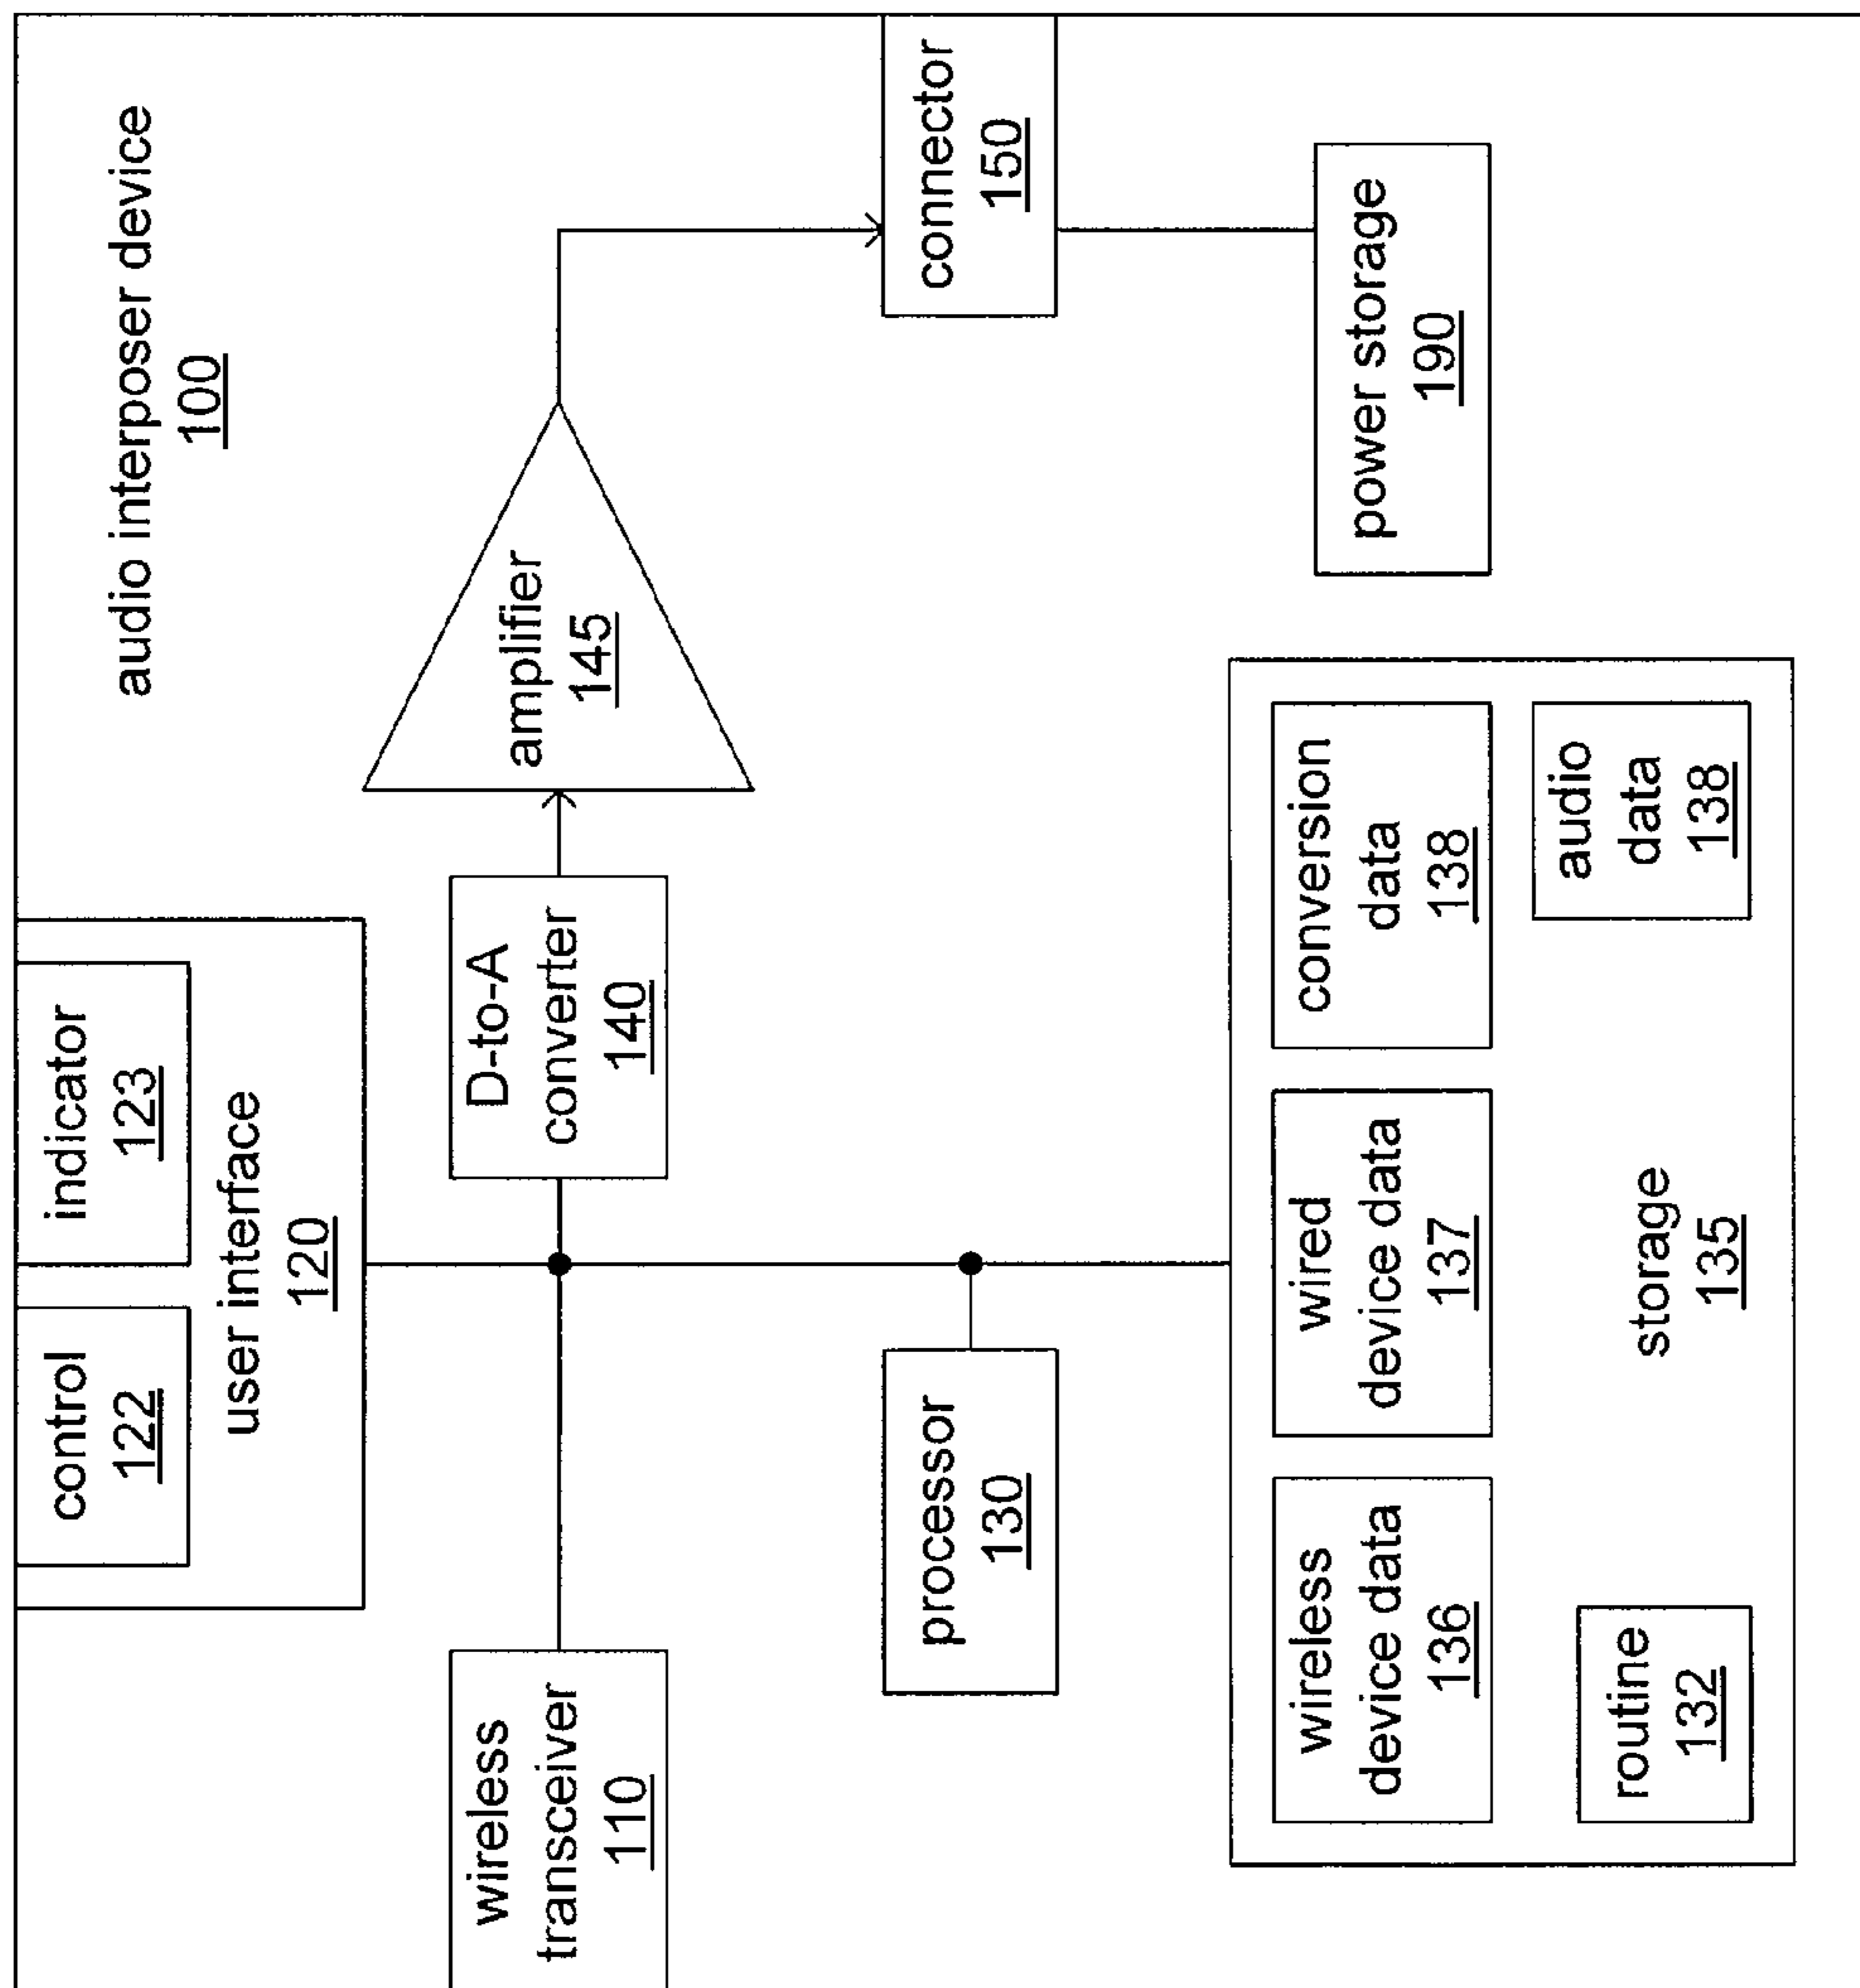 audio interposer device
100
control
122
indicator
123
user interface
120
wireless
transceiver
110
D-to-A
converter
140
amplifier
145
processor
130
connector
150
power storage
190
wireless
device data
136
wired
device data
137
conversion
data
138
routine
132
storage
135
audio
data
138